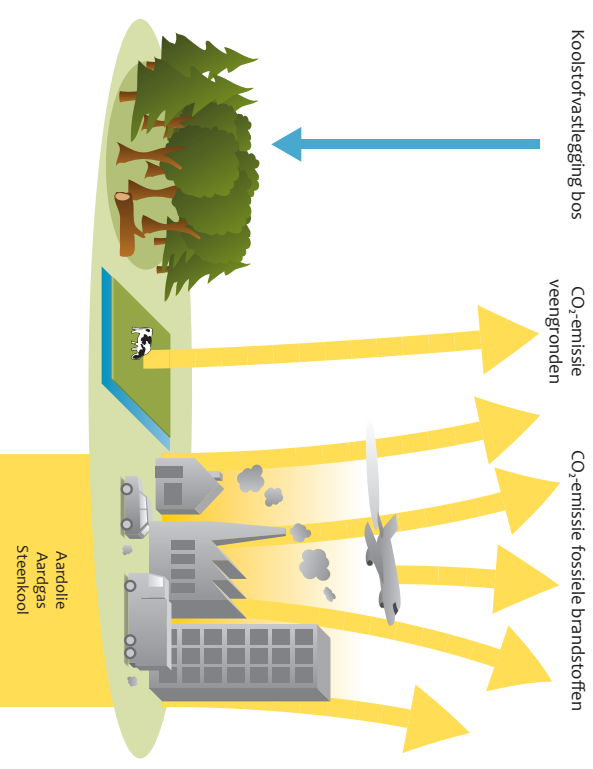 Koolstofvastlegging bos
CO₂-emissie
veengronden
CO₂-emissie fossiele brandstoffen
Aardolie
Aardgas
Steenkool